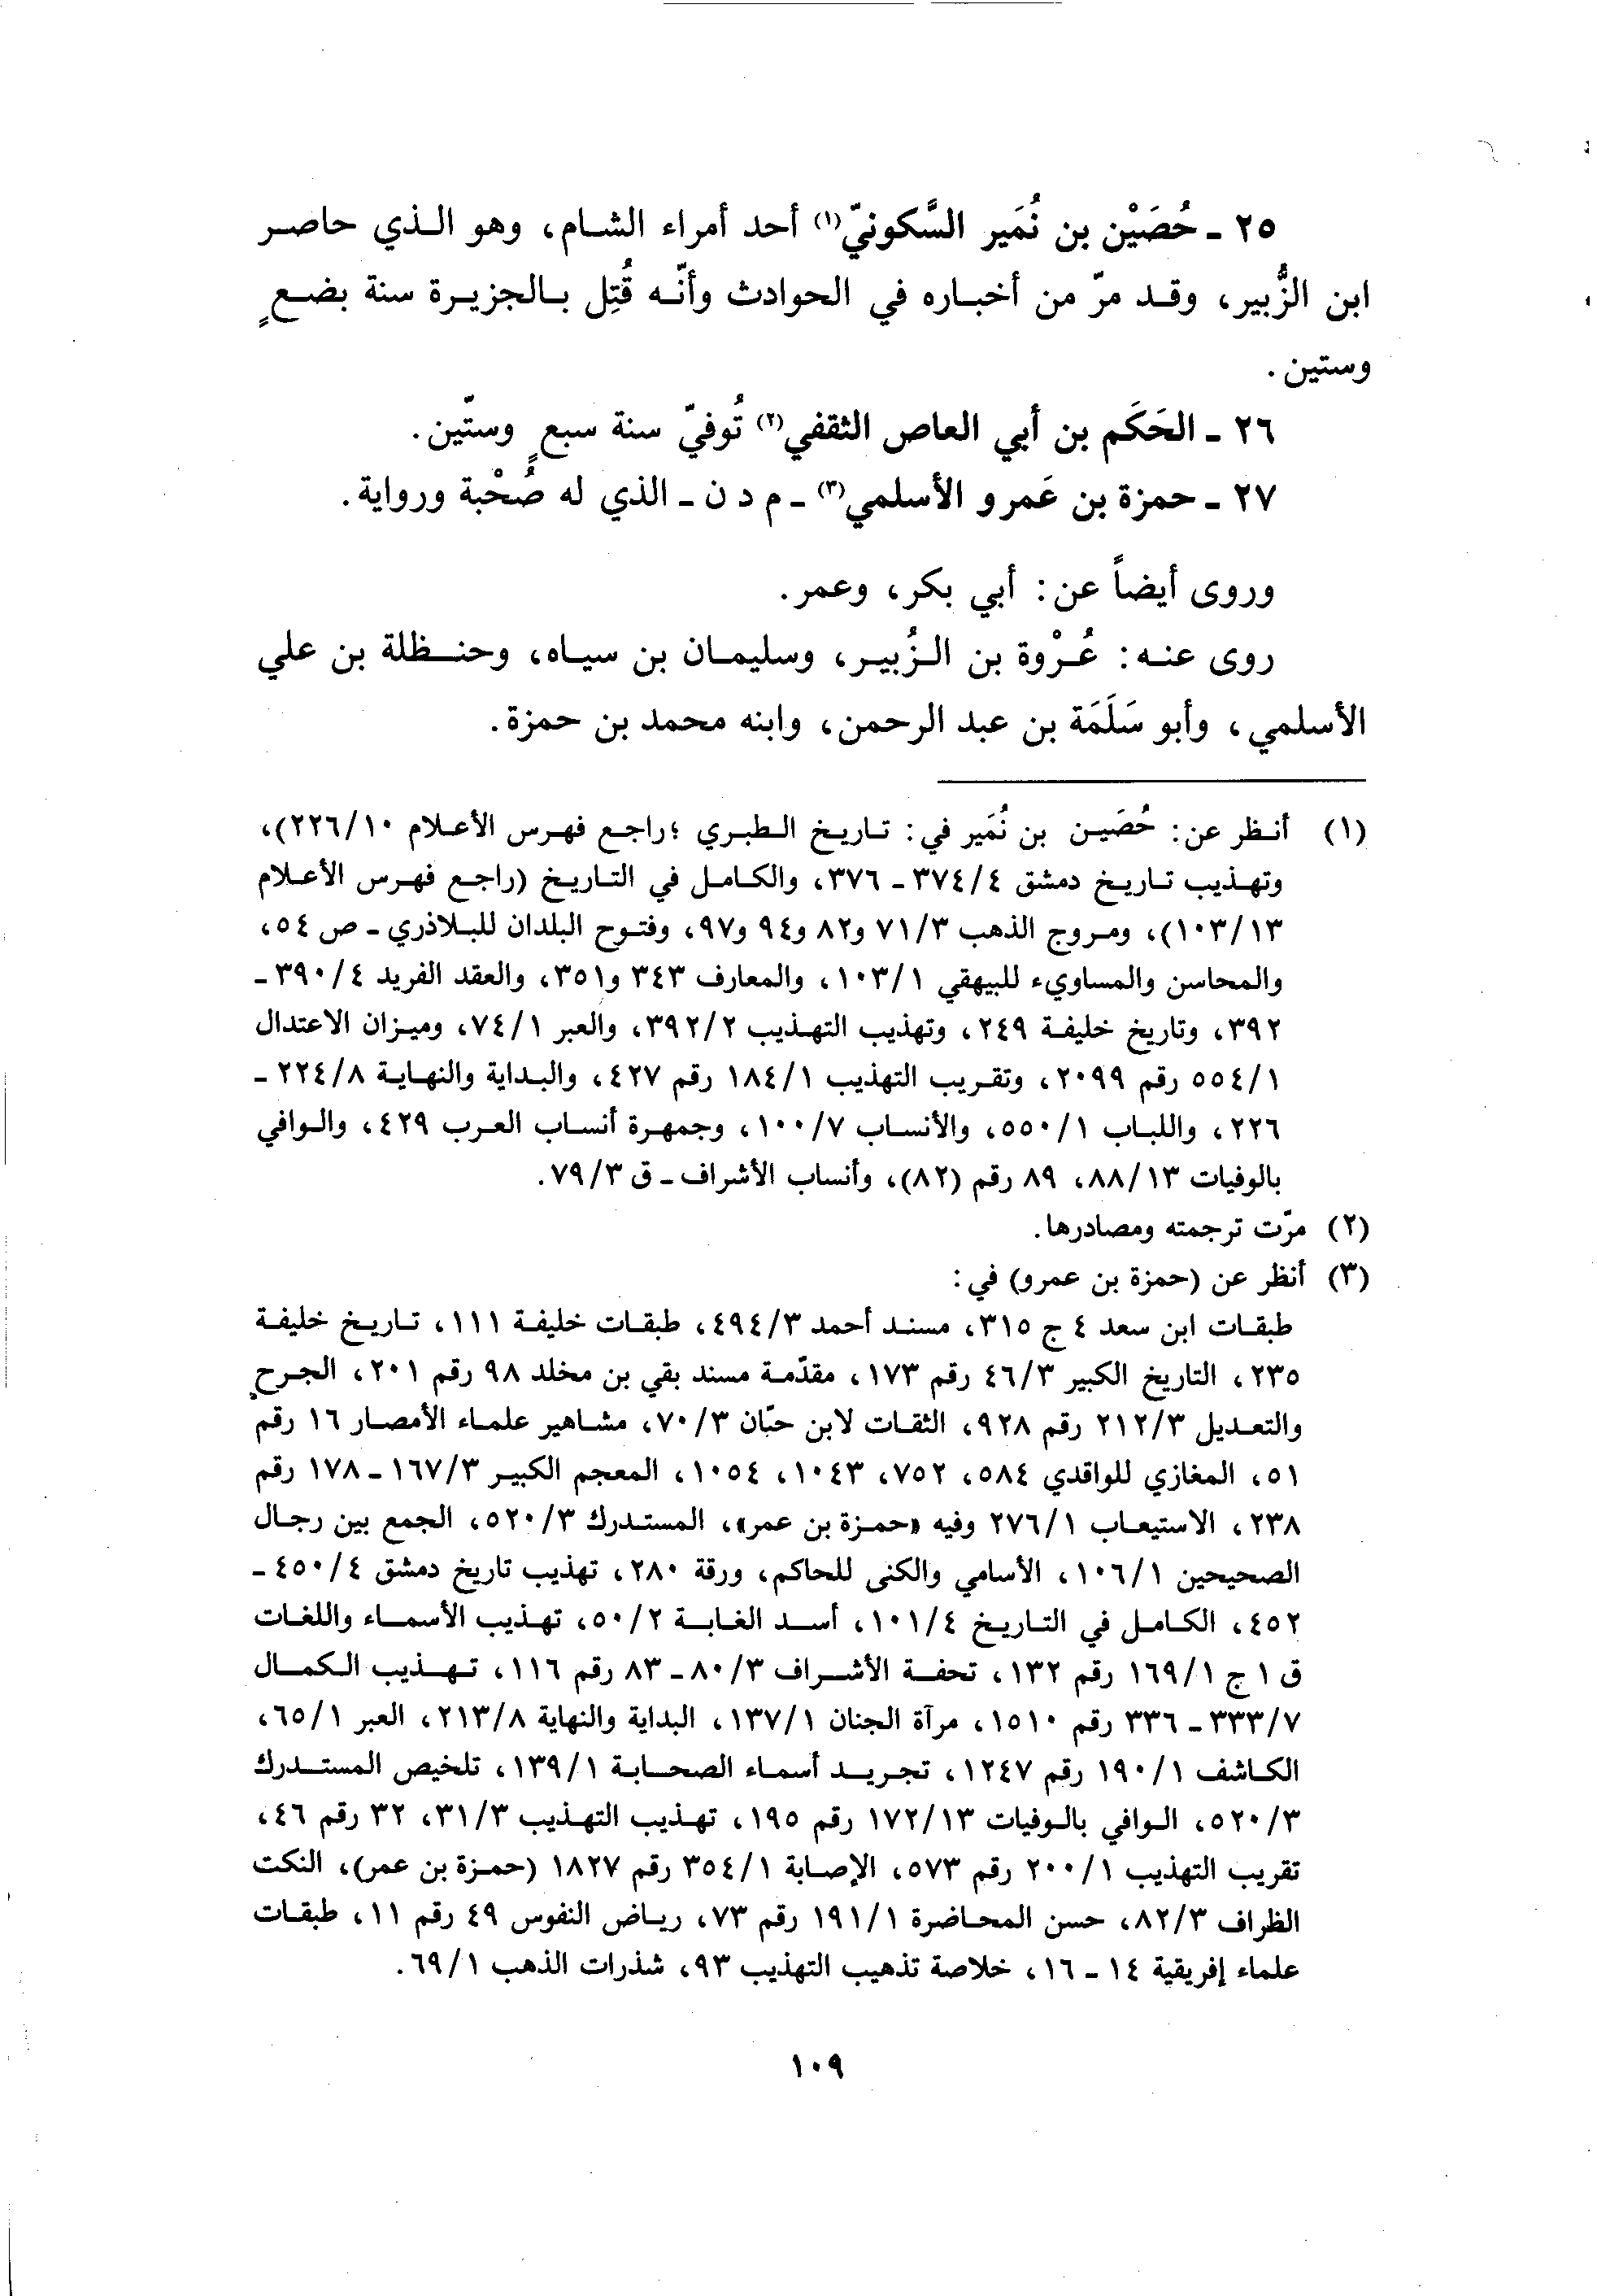 ٢٥ ـ حُصَيْن بن نُمَير السَّكونيّ(١) أحد أمراء الشام، وهو الذي حاصر
ابن الزُّبير، وقد مرّ من أخباره في الحوادث وأنّه قُتِل بالجزيرة سنة بضعٍ
وستين.
٢٦ ـ الحَكَم بن أبي العاص الثقفي(٢) تُوفيّ سنة سبعٍ وستّين.
٢٧ ـ حمزة بن عَمرو الأسلمي(٣) ـ م د ن ـ الذي له صُحْبة ورواية.
وروى أيضاً عن: أبي بكر، وعمر.
روى عنه: عُرْوة بن الزُبير، وسليمان بن سياه، وحنظلة بن علي
الأسلمي، وأبو سَلَمَة بن عبد الرحمن، وابنه محمد بن حمزة.
(١) أنظر عن: حُصَين بن نُمَير في: تاريخ الطبري ؛راجع فهرس الأعلام ٢٢٦/١٠)،
وتهذيب تاريخ دمشق ٣٧٤/٤ ـ ٣٧٦، والكامل في التاريخ (راجع فهرس الأعلام
١٠٣/١٣)، ومروج الذهب ٧١/٣ و٨٢ و٩٤ و٩٧، وفتوح البلدان للبلاذري ـ ص ٥٤،
والمحاسن والمساويء للبيهقي ١٠٣/١، والمعارف ٣٤٣ و٣٥١، والعقد الفريد ٣٩٠/٤ ـ
٣٩٢، وتاريخ خليفة ٢٤٩، وتهذيب التهذيب ٣٩٢/٢، والعبر ٧٤/١، وميزان الاعتدال
٥٥٤/١ رقم ٢٠٩٩، وتقريب التهذيب ١٨٤/١ رقم ٤٢٧، والبداية والنهاية ٢٢٤/٨ ـ
٢٢٦، واللباب ٥٥٠/١، والأنساب ١٠٠/٧، وجمهرة أنساب العرب ٤٢٩، والوافي
بالوفيات ٨٨/١٣، ٨٩ رقم (٨٢)، وأنساب الأشراف ـ ق ٧٩/٣.
(٢) مرّت ترجمته ومصادرها.
(٣) أنظر عن (حمزة بن عمرو) في:
طبقات ابن سعد ٤ ج ٣١٥، مسند أحمد ٤٩٤/٣، طبقات خليفة ١١١، تاريخ خليفة
٢٣٥، التاريخ الكبير ٤٦/٣ رقم ١٧٣، مقدّمة مسند بقي بن مخلد ٩٨ رقم ٢٠١، الجرح
والتعديل ٢١٢/٣ رقم ٩٢٨، الثقات لابن حبّان ٧٠/٣، مشاهير علماء الأمصار ١٦ رقم
٥١، المغازي للواقدي ٥٨٤، ٧٥٢، ١٠٤٣، ١٠٥٤، المعجم الكبير ١٦٧/٣ ـ ١٧٨ رقم
٢٣٨، الاستيعاب ٢٧٦/١ وفيه «حمزة بن عمر»، المستدرك ٥٢٠/٣، الجمع بين رجال
الصحيحين ١٠٦/١، الأسامي والكنى للحاكم، ورقة ٢٨٠، تهذيب تاريخ دمشق ٤٥٠/٤ ـ
٤٥٢، الكامل في التاريخ ١٠١/٤، أسد الغابة ٥٠/٢، تهذيب الأسماء واللغات
ق ١ ج ١٦٩/١ رقم ١٣٢، تحفة الأشراف ٨٠/٣ ـ ٨٣ رقم ١١٦، تهذيب الكمال
٣٣٣/٧ ـ ٣٣٦ رقم ١٥١٠، مرآة الجنان ١٣٧/١، البداية والنهاية ٢١٣/٨، العبر ٦٥/١،
الكاشف ١٩٠/١ رقم ١٢٤٧، تجريد أسماء الصحابة ١٣٩/١، تلخيص المستدرك
٥٢٠/٣، الوافي بالوفيات ١٧٢/١٣ رقم ١٩٥، تهذيب التهذيب ٣١/٣، ٣٢ رقم ٤٦،
تقريب التهذيب ٢٠٠/١ رقم ٥٧٣، الإصابة ٣٥٤/١ رقم ١٨٢٧ (حمزة بن عمر)، النكت
الظراف ٨٢/٣، حسن المحاضرة ١٩١/١ رقم ٧٣، رياض النفوس ٤٩ رقم ١١، طبقات
علماء إفريقية ١٤ ـ ١٦، خلاصة تذهيب التهذيب ٩٣، شذرات الذهب ٦٩/١.
١٠٩